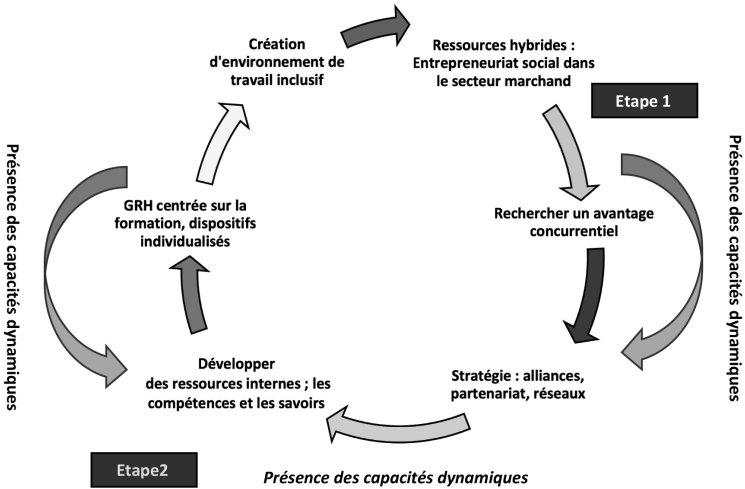 Création
d'environnement de
travail inclusif
Ressources hybrides :
Entrepreneuriat social dans
le secteur marchand
Etape 1
Présence des capacités dynamiques
Rechercher un avantage
concurrentiel
Stratégie : alliances,
partenariat, réseaux
Développer
des ressources internes ; les
compétences et les savoirs
GRH centrée sur la
formation, dispositifs
individualisés
Présence des capacités dynamiques
Etape2
Présence des capacités dynamiques